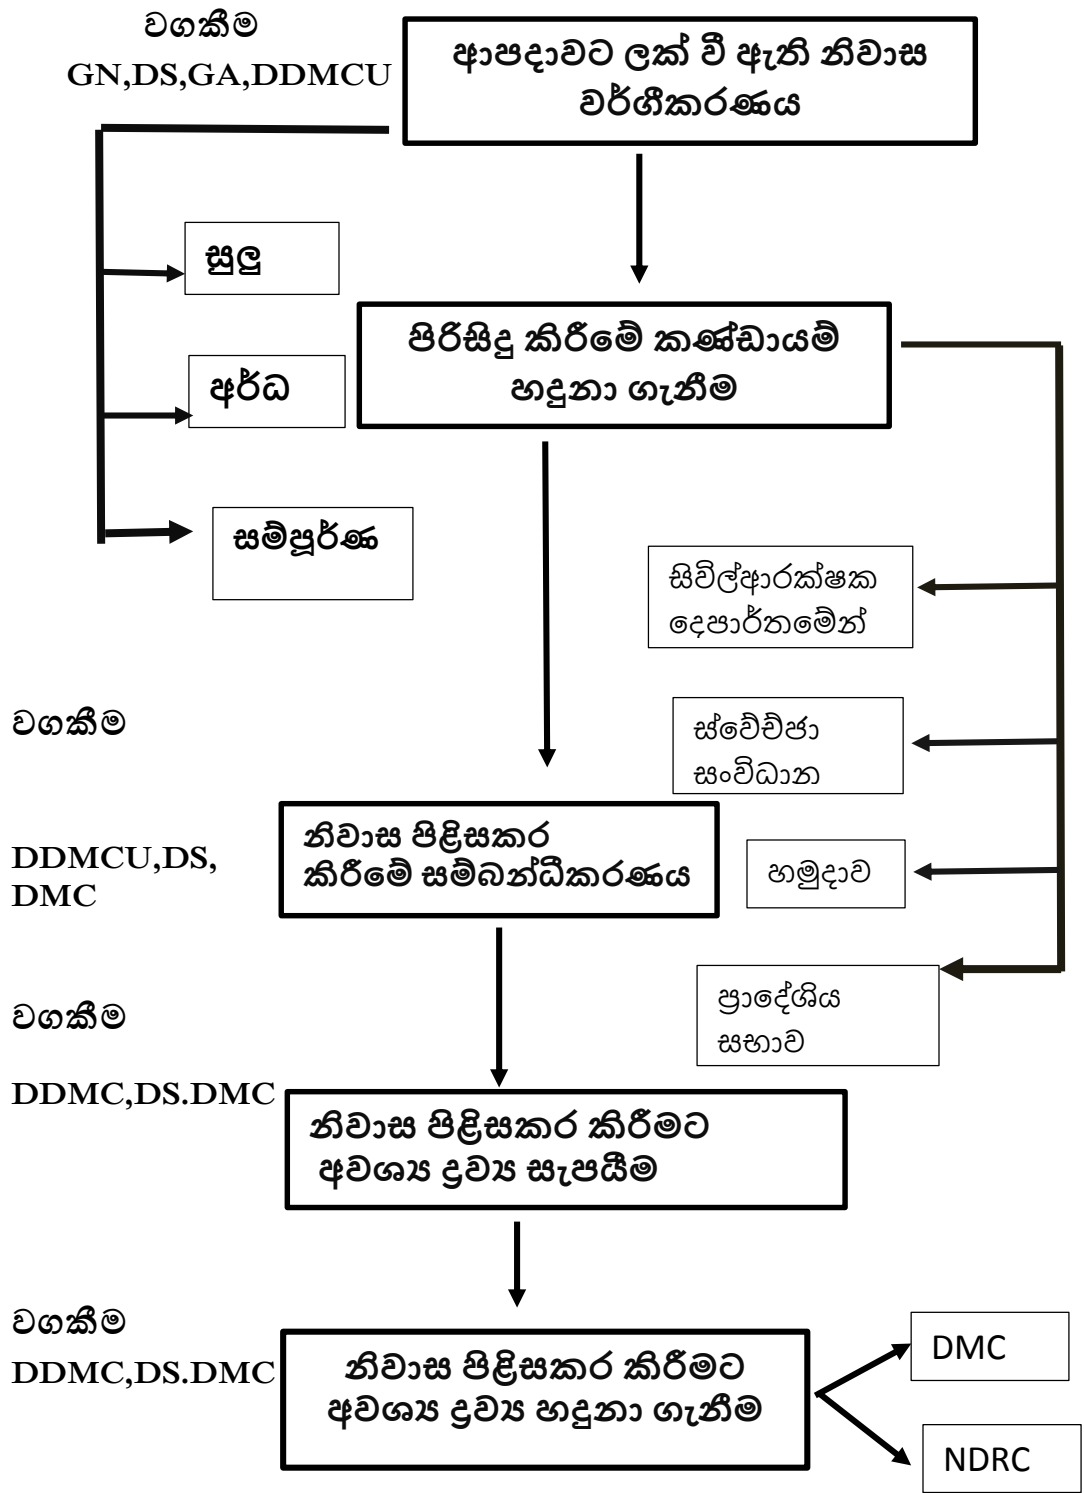 වගකීම
GN,DS,GA,DDMCU
ආපදාවට ලක් වී ඇති නිවාස
වර්ගීකරණය
සුලු
අර්ධ
සම්පූර්ණ
පිරිසිදු කිරීමේ කණ්ඩායම්
හදුනා ගැනීම
සිවිල්ආරක්ෂක
දෙපාර්තමේන්
ස්වේච්ජා
සංවිධාන
හමුදාව
ප්‍රාදේශිය
සභාව
වගකීම
DDMCU,DS,
DMC
නිවාස පිළිසකර
කිරීමේ සම්බන්ධීකරණය
වගකීම
DDMC,DS.DMC
නිවාස පිළිසකර කිරීමට
අවශ්‍ය ද්‍රව්‍ය සැපයීම
වගකීම
DDMC,DS.DMC
නිවාස පිළිසකර කිරීමට
අවශ්‍ය ද්‍රව්‍ය හදුනා ගැනීම
DMC
NDRC